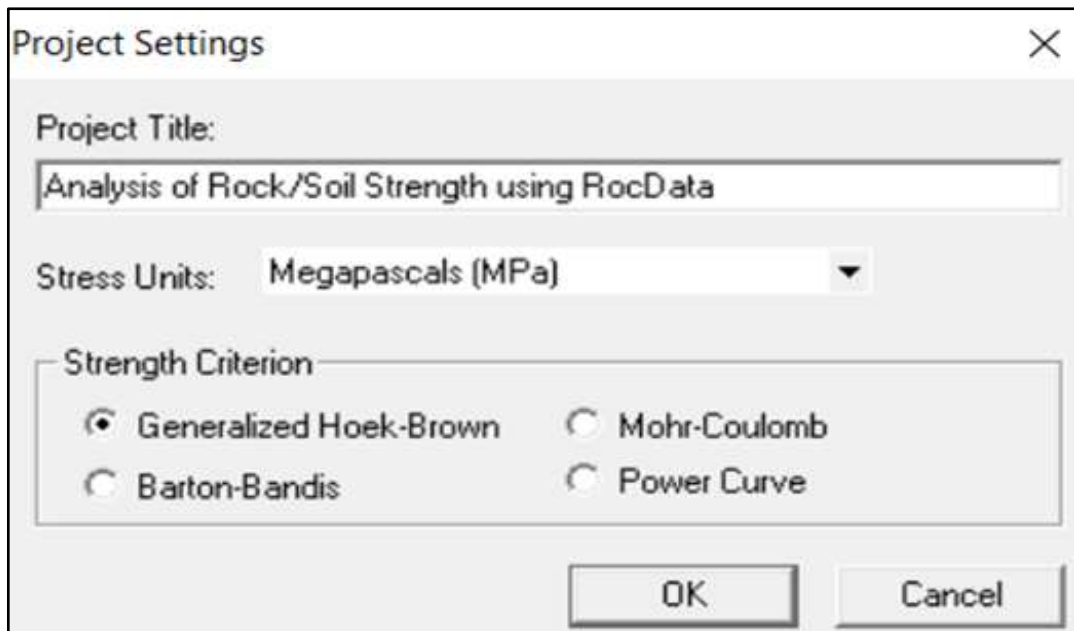 Project Settings
Project Title:
Analysis of Rock/Soil Strength using RocData
Stress Units: Megapascals (MPa)
Strength Criterion
Generalized Hoek-Brown Mohr-Coulomb
Barton-Bandis Power Curve
OK Cancel